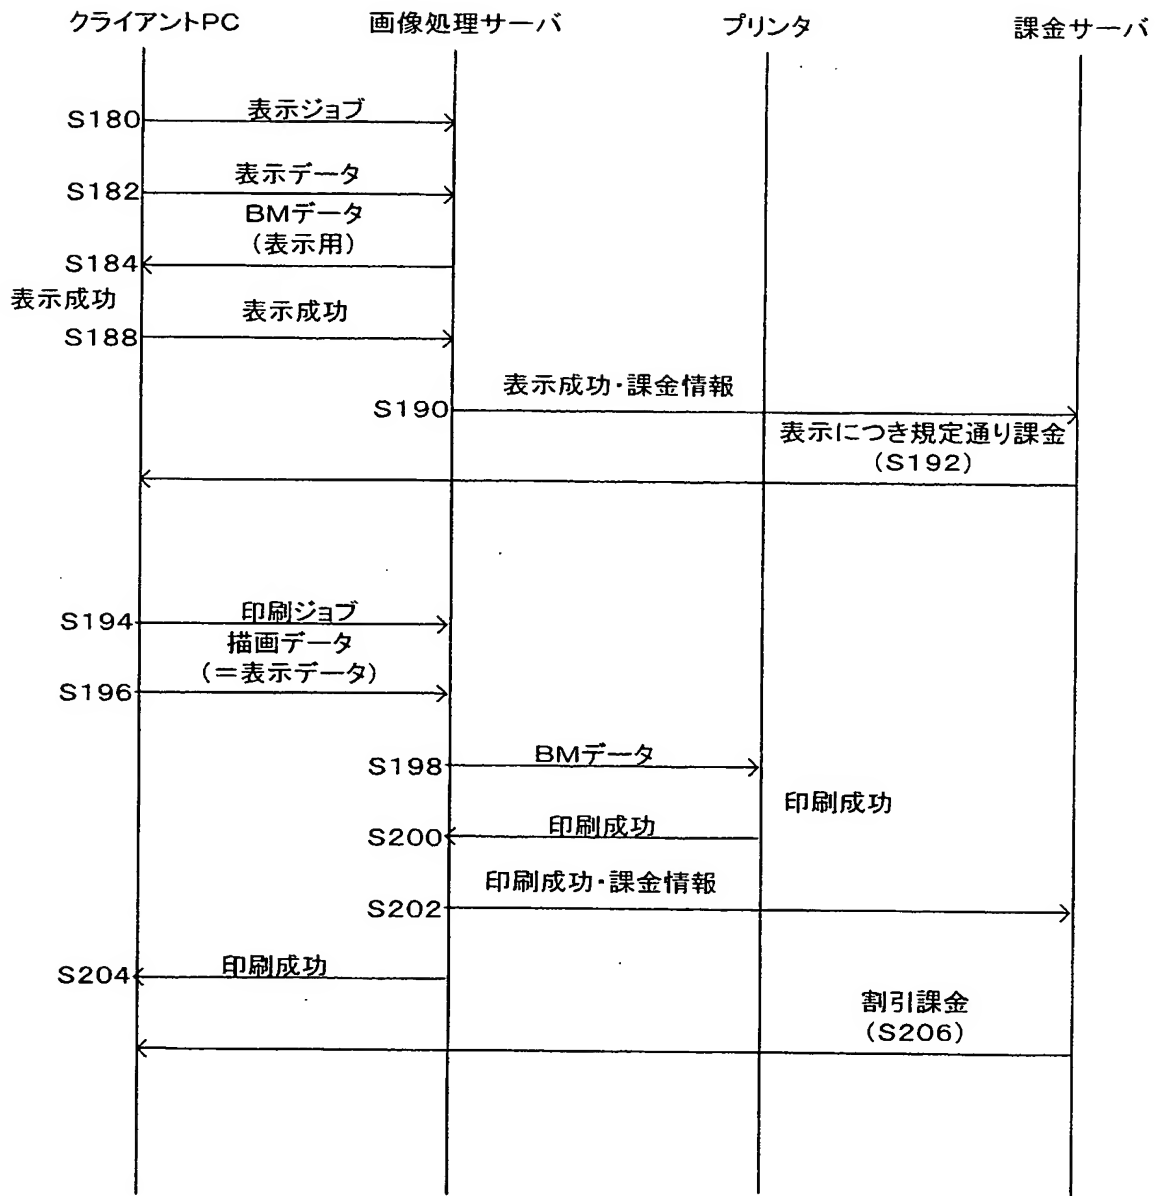 クライアントPC
画像処理サーバ
プリンタ
課金サーバ
S180
表示ジョブ
S182
表示データ
BMデータ
(表示用)
S184
表示成功
表示成功
S188
表示成功・課金情報
S190
表示につき規定通り課金
(S192)
S194
印刷ジョブ
描画データ
(=表示データ)
S196
S198
BMデータ
印刷成功
S200
印刷成功
印刷成功・課金情報
S202
S204
印刷成功
割引課金
(S206)